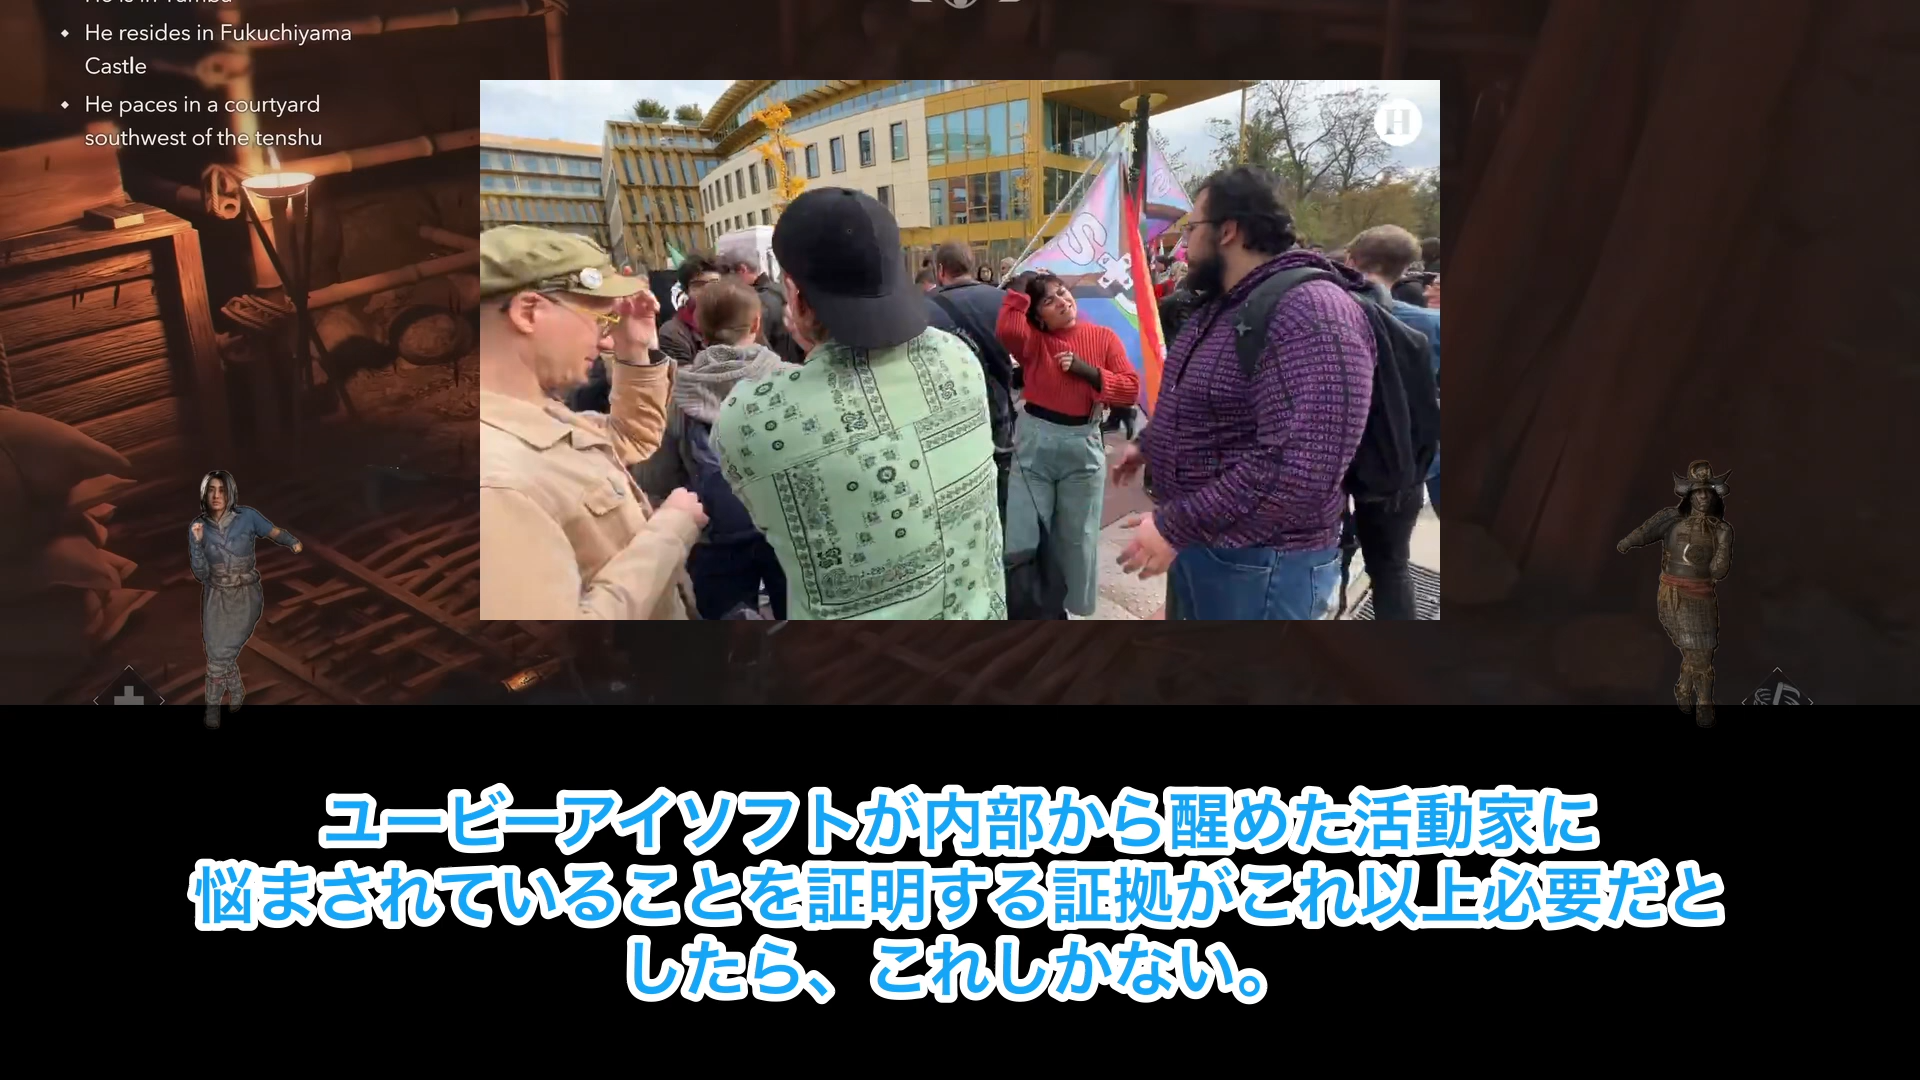 He resides in Fukuchiyama
Castle
He paces in a courtyard
southwest of the tenshu
H
S
ユービーアイソフトが内部から醒めた活動家に
悩まされていることを証明する証拠がこれ以上必要だと
したら、これしかない。